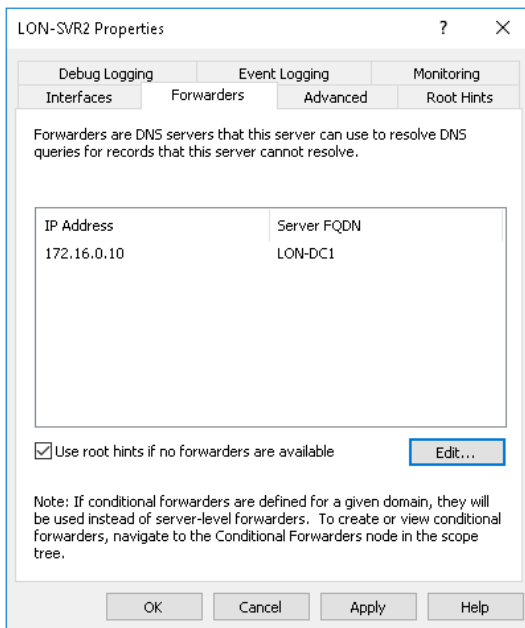 LON-SVR2 Properties
?
Debug Logging Event Logging Monitoring
Interfaces Forwarders Advanced Root Hints
Forwarders are DNS servers that this server can use to resolve DNS
queries for records that this server cannot resolve.
IP Address Server FQDN
172.16.0.10 LON-DC1
Use root hints if no forwarders are available Edit...
Note: If conditional forwarders are defined for a given domain, they will
be used instead of server-level forwarders. To create or view conditional
forwarders, navigate to the Conditional Forwarders node in the scope
tree.
OK Cancel Apply Help